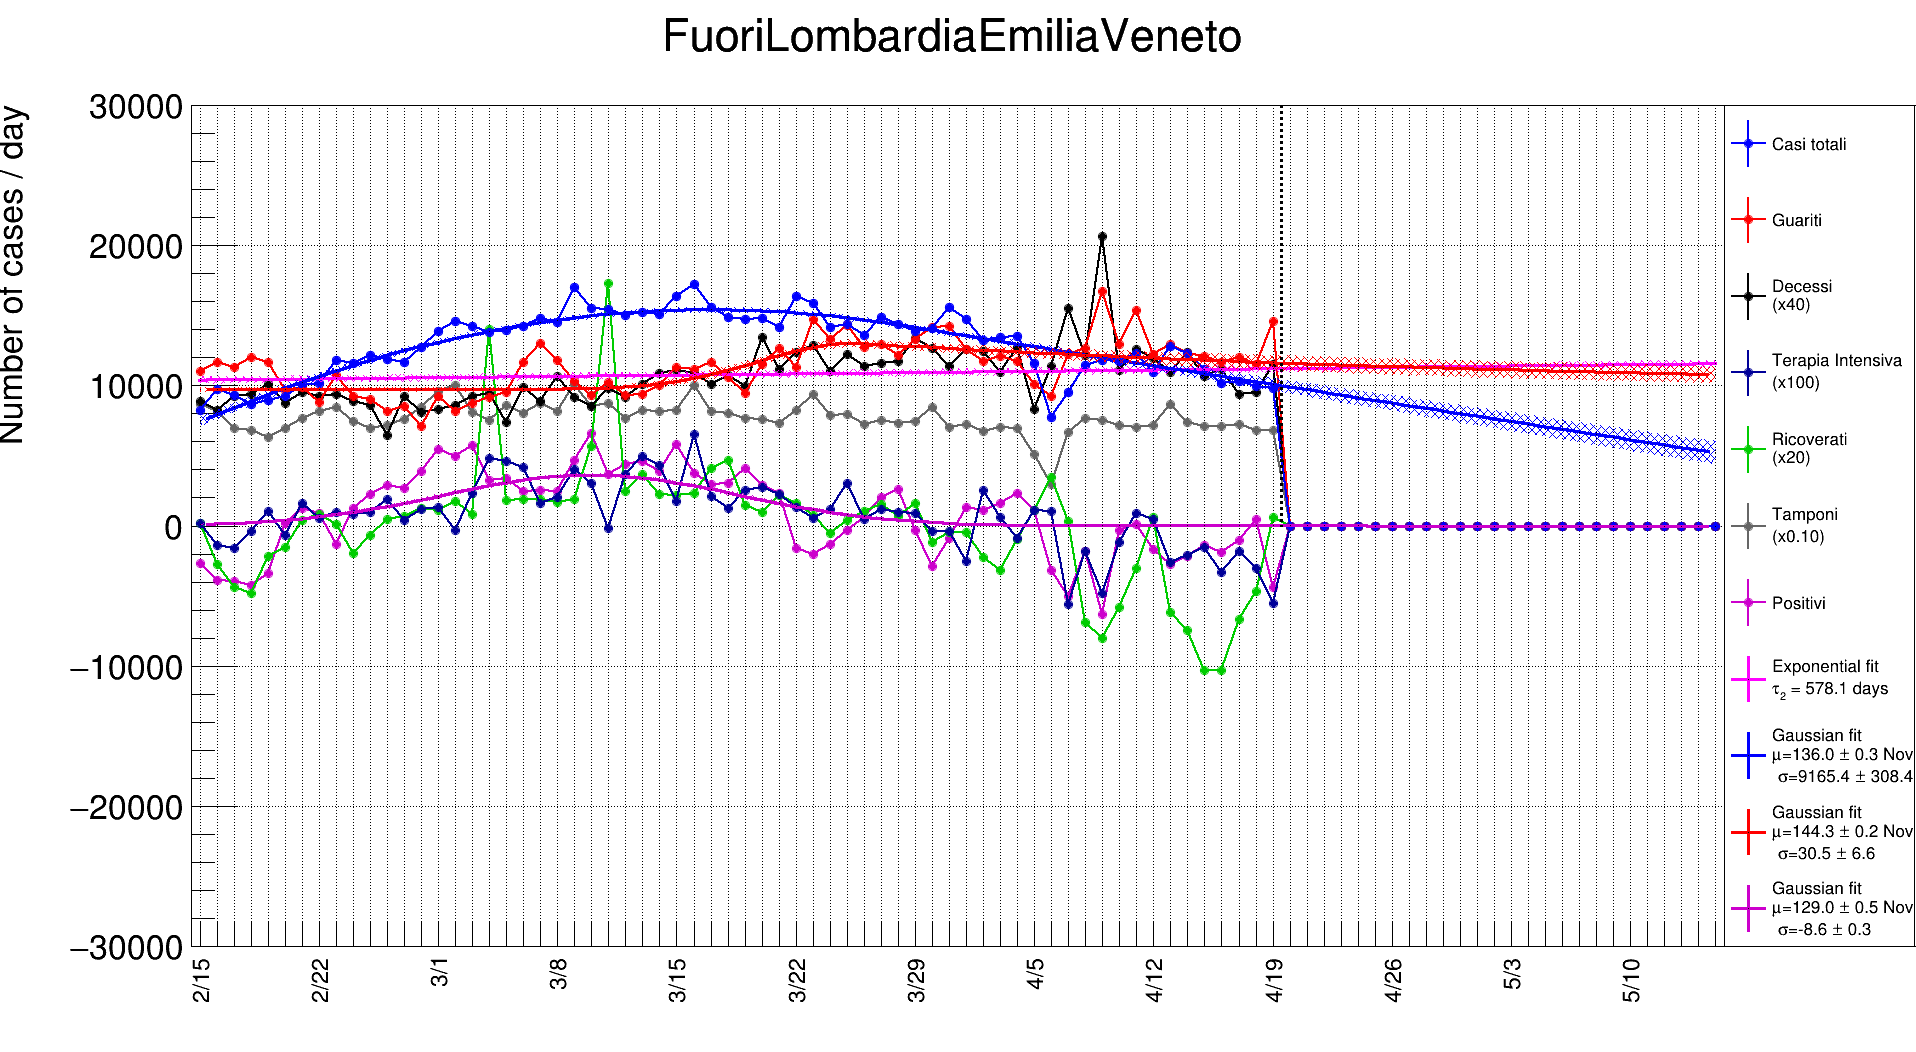 FuoriLombardiaEmiliaVeneto
Number of cases / day
30000
20000
10000
0
−10000
−20000
−30000
2/15
2/22
3/1
3/8
3/15
3/22
3/29
4/5
4/12
4/19
4/26
5/3
5/10
Casi totali
Guariti
Decessi
(x40)
Terapia Intensiva
(x100)
Ricoverati
(x20)
Tamponi
(x0.10)
Positivi
Exponential fit
τ2 = 578.1 days
Gaussian fit
μ=136.0 ± 0.3 Nov
σ=9165.4 ± 308.4
Gaussian fit
μ=144.3 ± 0.2 Nov
σ=30.5 ± 6.6
Gaussian fit
μ=129.0 ± 0.5 Nov
σ=-8.6 ± 0.3